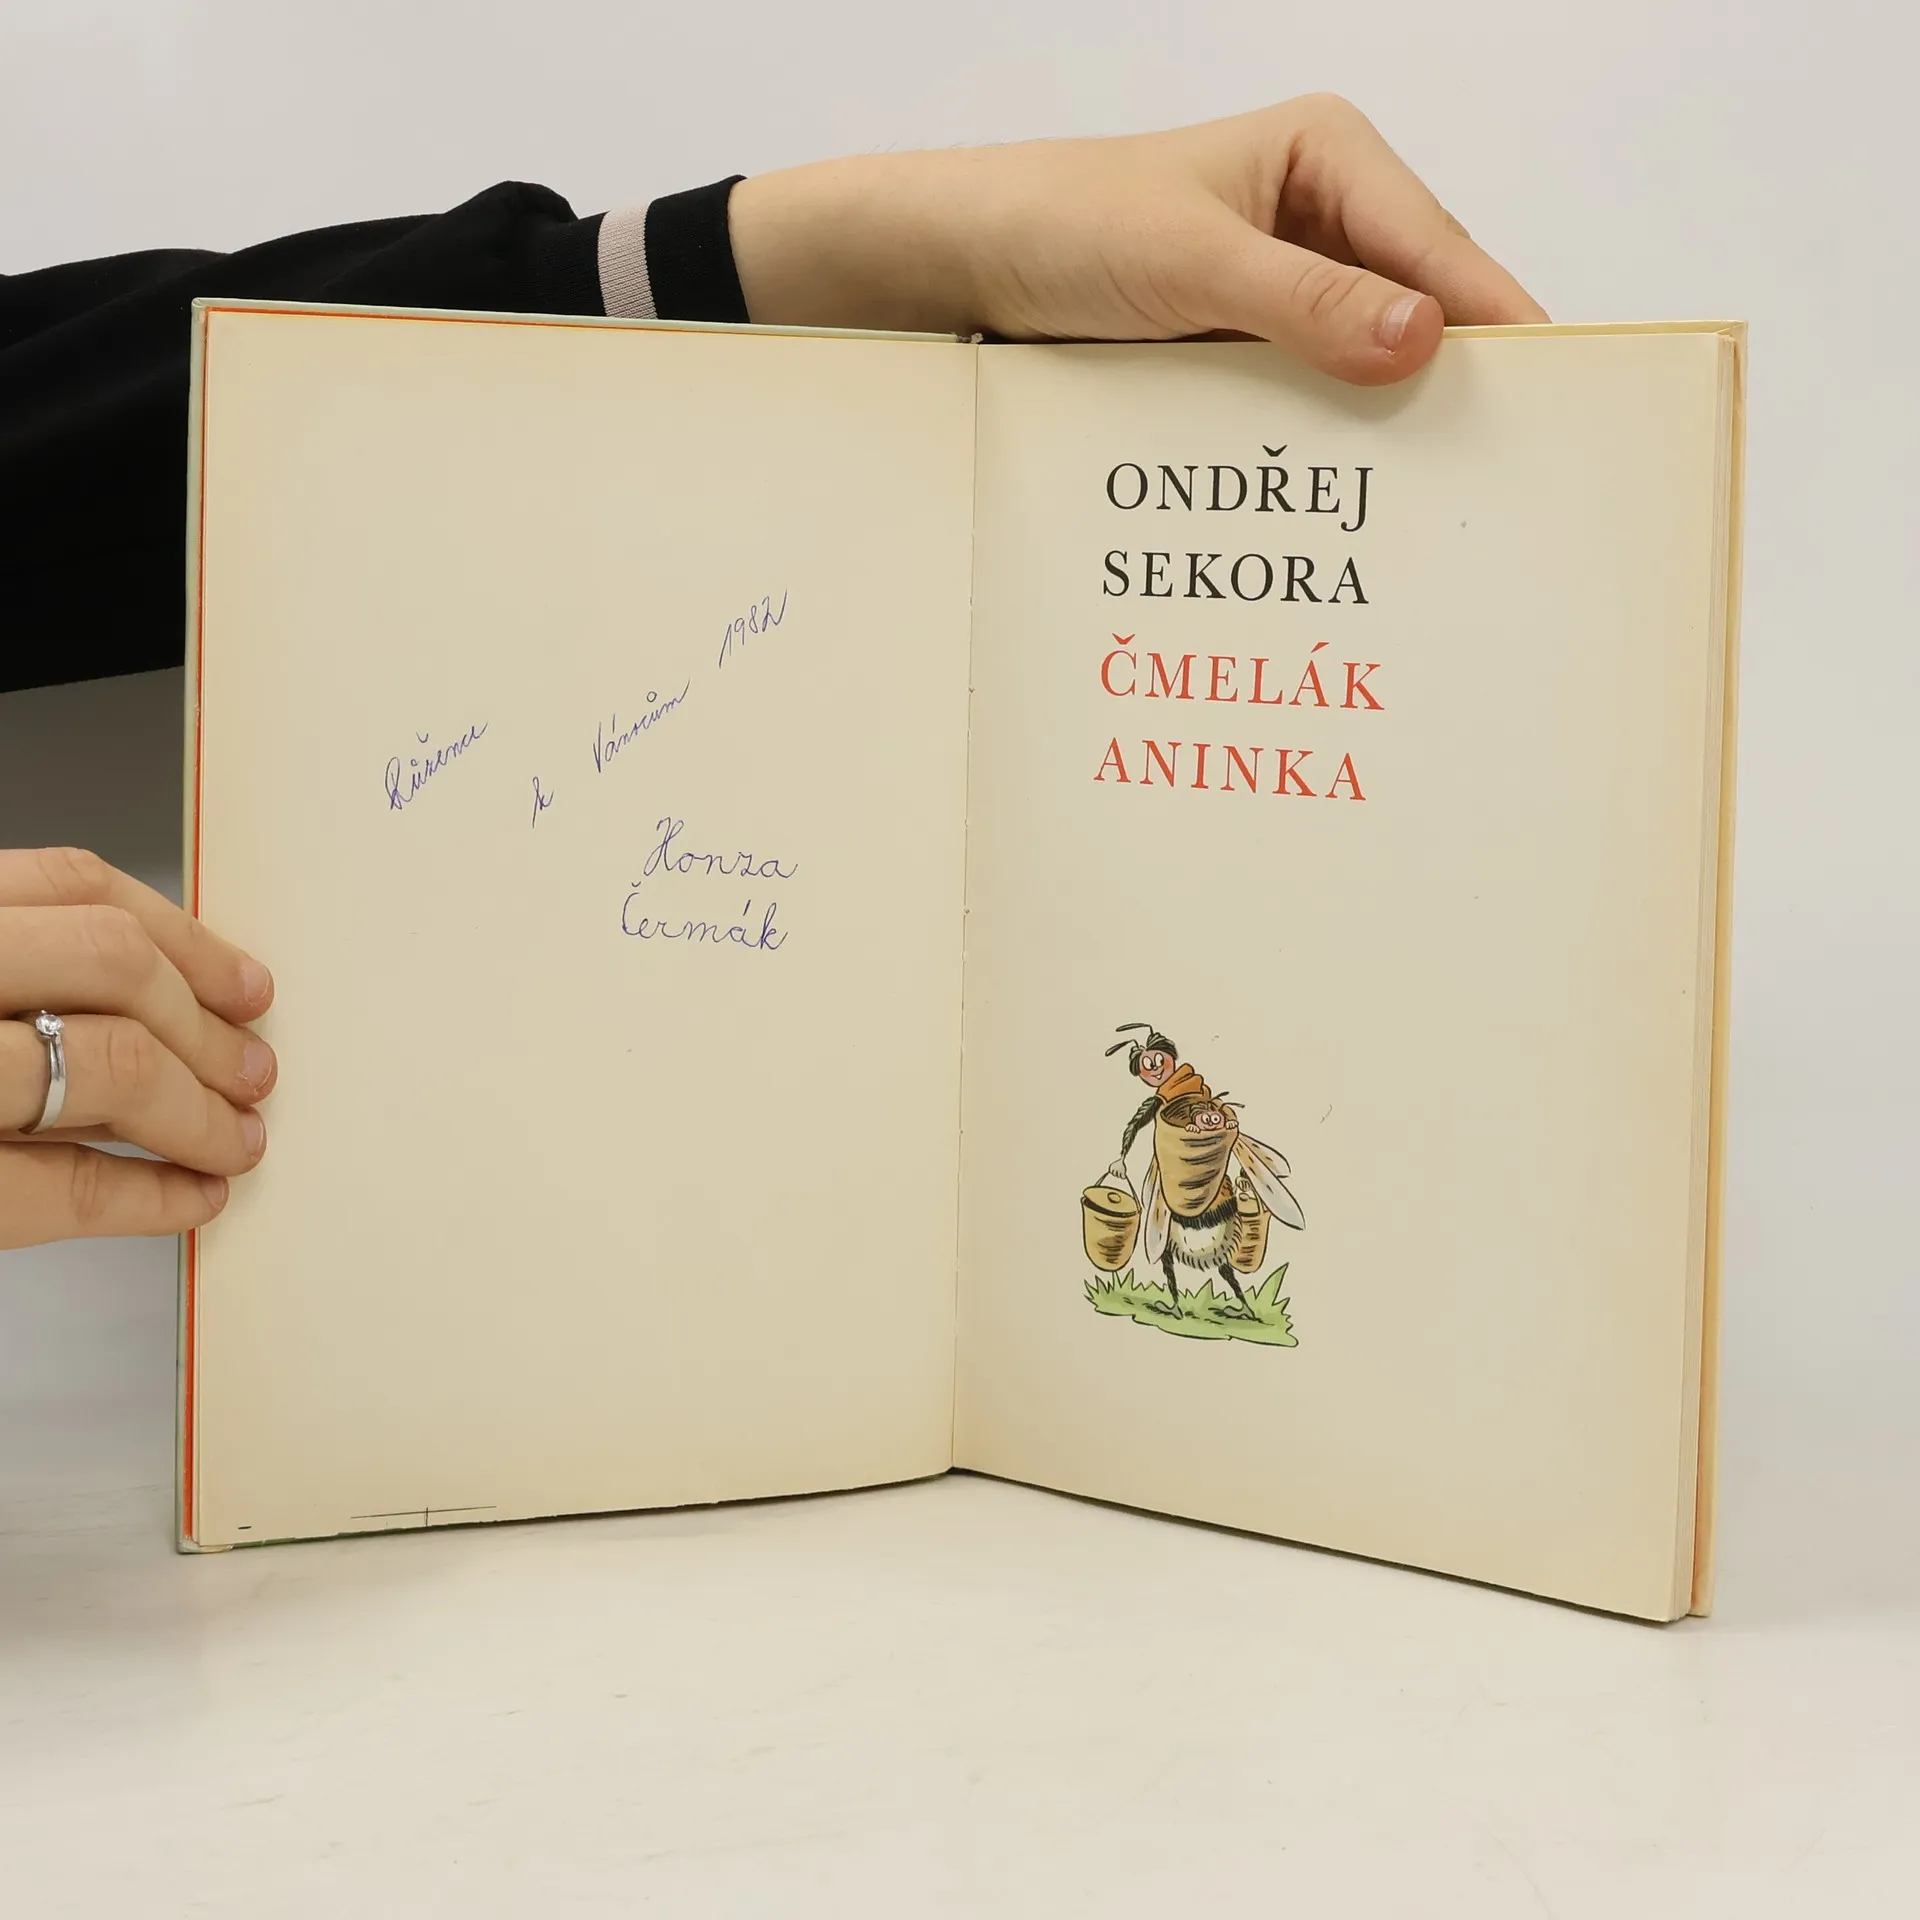 Růžence k Vánocům 1982
Honza
Čermák
ONDŘEJ
SEKORA
ČMELÁK
ANINKA